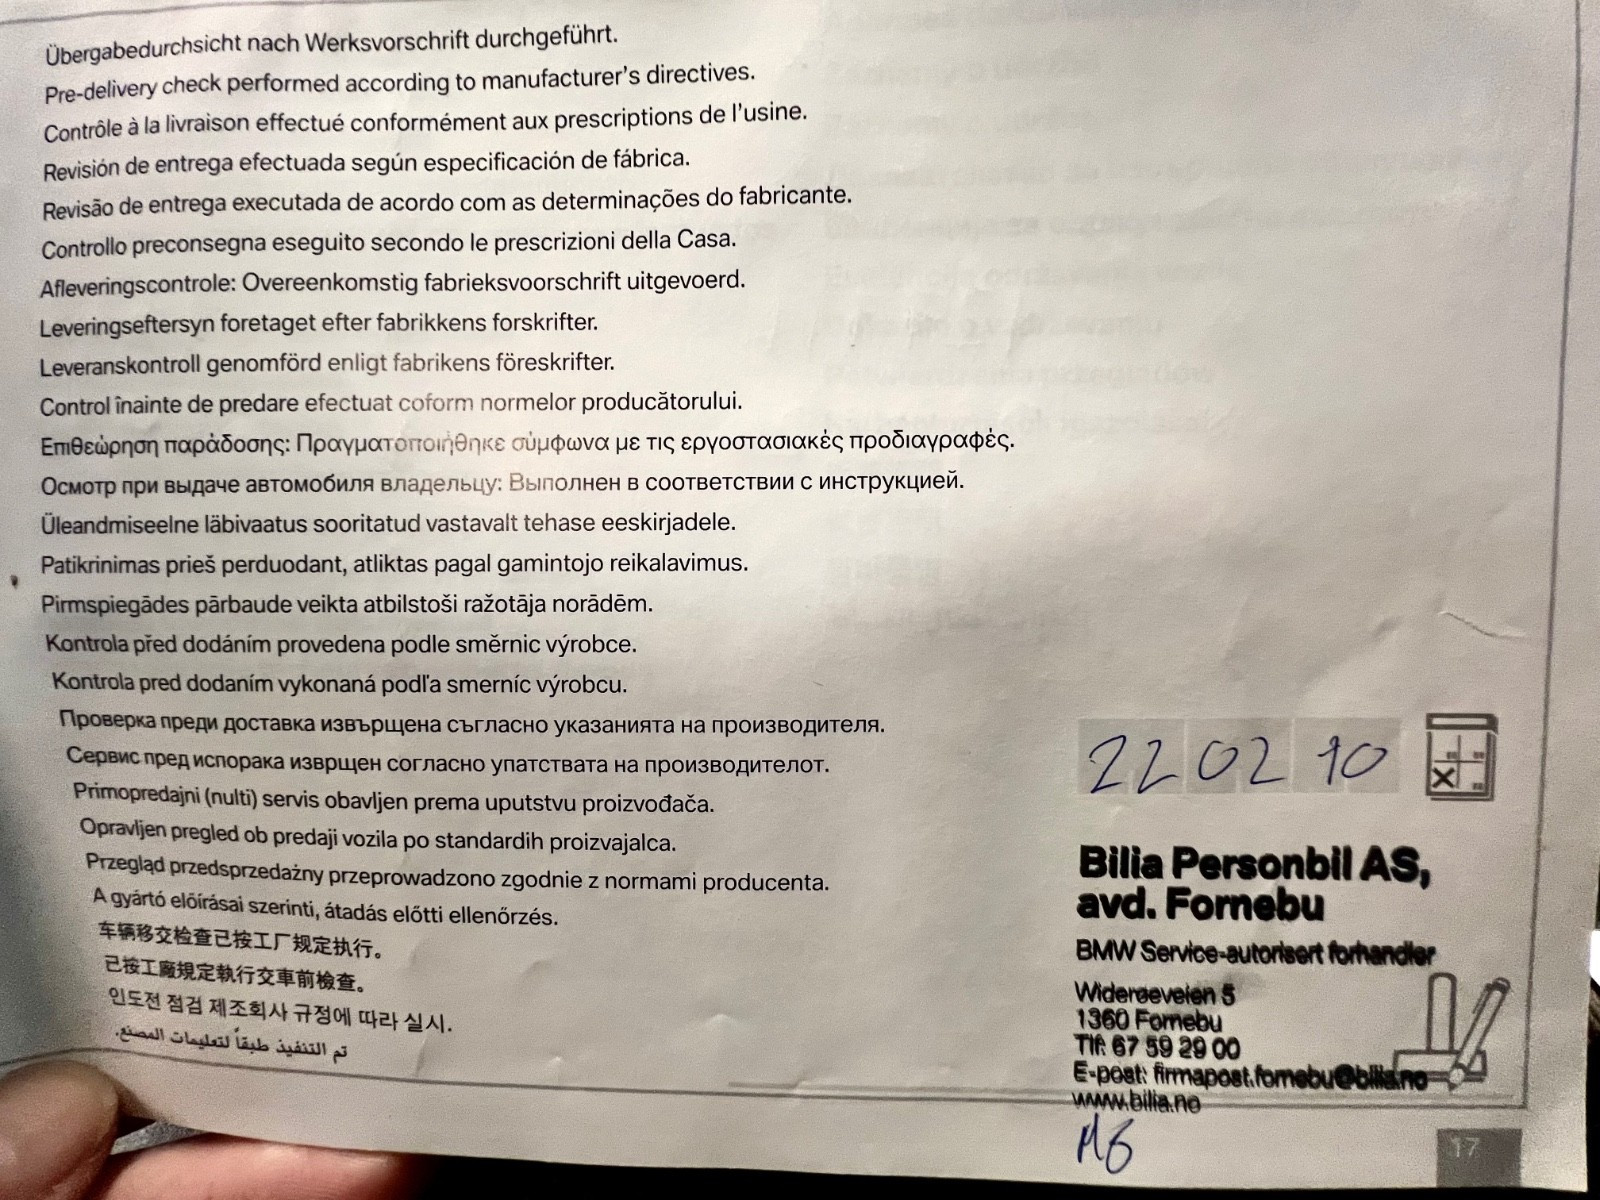 Übergabedurchsicht nach Werksvorschrift durchgeführt.
Pre-delivery check performed according to manufacturer's directives.
Contrôle à la livraison effectué conformément aux prescriptions de l'usine.
Revisión de entrega efectuada según especificación de fábrica.
Revisão de entrega executada de acordo com as determinações do fabricante.
Controllo preconsegna eseguito secondo le prescrizioni della Casa.
Afleveringscontrole: Overeenkomstig fabrieksvoorschrift uitgevoerd.
Leveringseftersyn foretaget efter fabrikkens forskrifter.
Leveranskontroll genomförd enligt fabrikens föreskrifter.
Control înainte de predare efectuat coform normelor producătorului.
Επιθεώρηση παράδοσης: Πραγματοποιήθηκε σύμφωνα με τις εργοστασιακές προδιαγραφές.
Осмотр при выдаче автомобиля владельцу: Выполнен в соответствии с инструкцией.
Üleandmiseelne läbivaatus sooritatud vastavalt tehase eeskirjadele.
Patikrinimas prieš perduodant, atliktas pagal gamintojo reikalavimus.
Pirmspiegādes pārbaude veikta atbilstoši ražotāja norādēm.
Kontrola před dodáním provedena podle směrnic výrobce.
Kontrola pred dodaním vykonaná podľa smerníc výrobcu.
Проверка преди доставка извърщена съгласно указанията на производителя.
Сервис пред испорака изврщен согласно упатствата на производителот.
Primopredajni (nulti) servis obavljen prema uputstvu proizvođača.
Opravljen pregled ob predaji vozila po standardih proizvajalca.
Przegląd przedsprzedażny przeprowadzono zgodnie z normami producenta.
A gyártó előírásai szerinti, átadás előtti ellenőrzés.
车辆移交检查已按工厂规定执行。
已按工廠規定執行交車前檢查。
인도전 점검 제조회사 규정에 따라 실시.
تم التنفيذ طبقاً لتعليمات المصنع.
22 02 10
Bilia Personbil AS,
avd. Fornebu
BMW Service-autorisert forhandler
Widerøeveien 5
1360 Fornebu
Tlf: 67 59 29 00
E-post: firmapost.fornebu@bilia.no
www.bilia.no
17